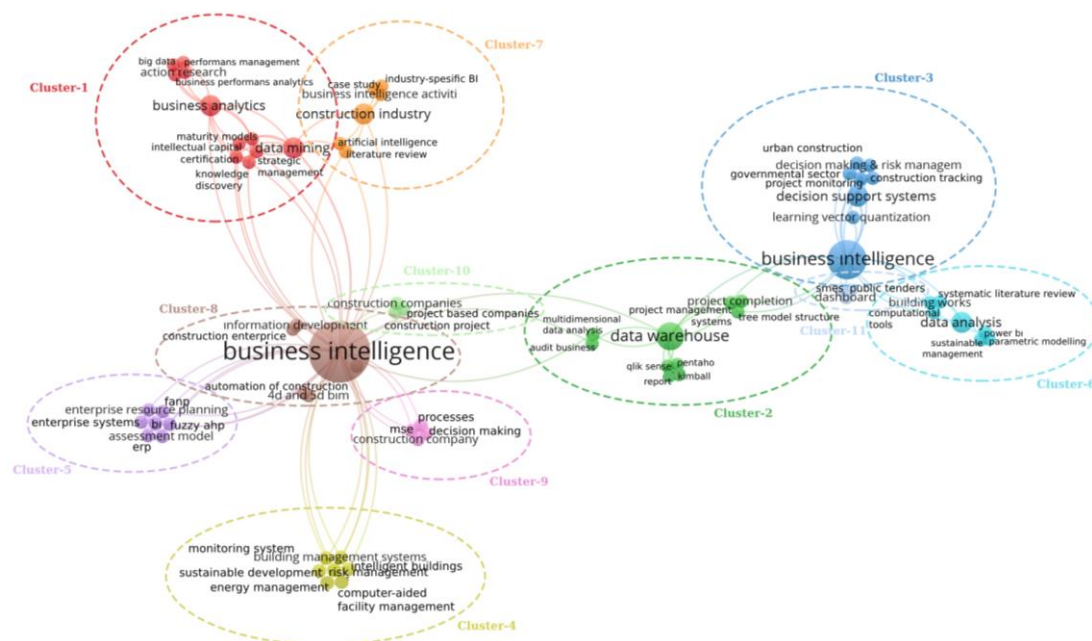 Cluster-1
big data
performans management
action research
business performans analytics
business analytics
maturity models
intellectual capital
data mining
certification
strategic
management
knowledge
discovery
Cluster-7
industry-spesific BI
case study
business intelligence activiti
construction industry
artificial intelligence
literature review
Cluster-3
urban construction
decision making & risk managem
governmental sector
construction tracking
project monitoring
decision support systems
learning vector quantization
business intelligence
Cluster-10
construction companies
project based companies
construction project
Cluster-8
information development
construction enterprice
business intelligence
automation of construction
4d and 5d bim
multidimensional
data analysis
audit business
project completion
project management
systems
tree model structure
data warehouse
qlik sense
pentaho
report
kimball
Cluster-2
smes
public tenders
dashboard
Cluster-11
systematic literature review
building works
computational
tools
data analysis
power bi
sustainable
parametric modelling
management
Cluster-6
fanp
enterprise resource planning
enterprise systems
bi
fuzzy ahp
assessment model
erp
Cluster-5
processes
mse
decision making
construction company
Cluster-9
monitoring system
building management systems
intelligent buildings
sustainable development
risk management
energy management
computer-aided
facility management
Cluster-4